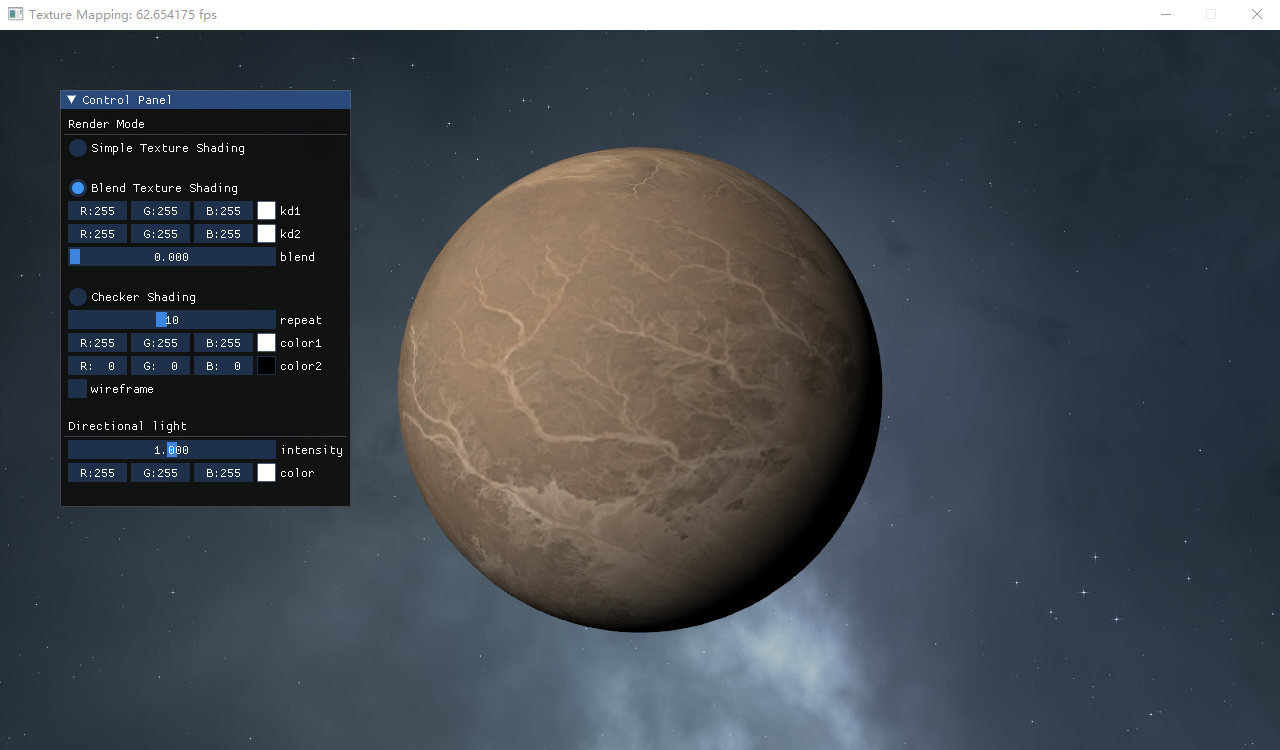 Texture Mapping: 62.654175 fps
Control Panel
Render Mode
Simple Texture Shading
Blend Texture Shading
R:255 G:255 B:255 kd1
R:255 G:255 B:255 kd2
0.000 blend
Checker Shading
10 repeat
R:255 G:255 B:255 color1
R: 0 G: 0 B: 0 color2
wireframe
Directional light
1.000 intensity
R:255 G:255 B:255 color